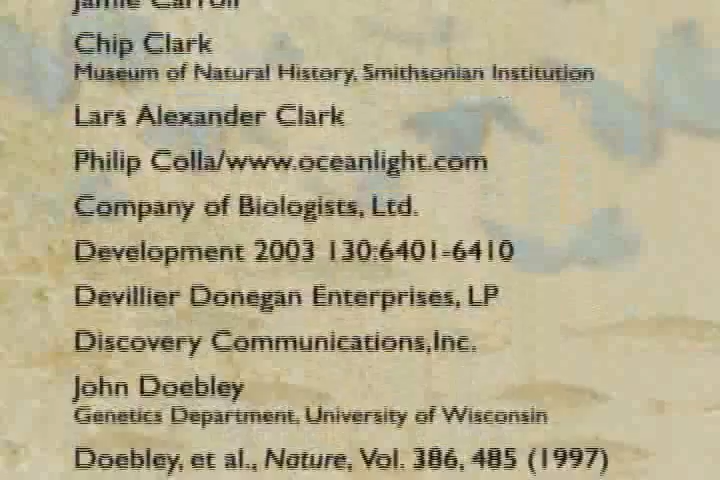 Jamie Carroll
Chip Clark
Museum of Natural History, Smithsonian Institution
Lars Alexander Clark
Philip Colla/www.oceanlight.com
Company of Biologists, Ltd.
Development 2003 130:6401-6410
Devillier Donegan Enterprises, LP
Discovery Communications,Inc.
John Doebley
Genetics Department, University of Wisconsin
Doebley, et al., Nature, Vol. 386, 485 (1997)